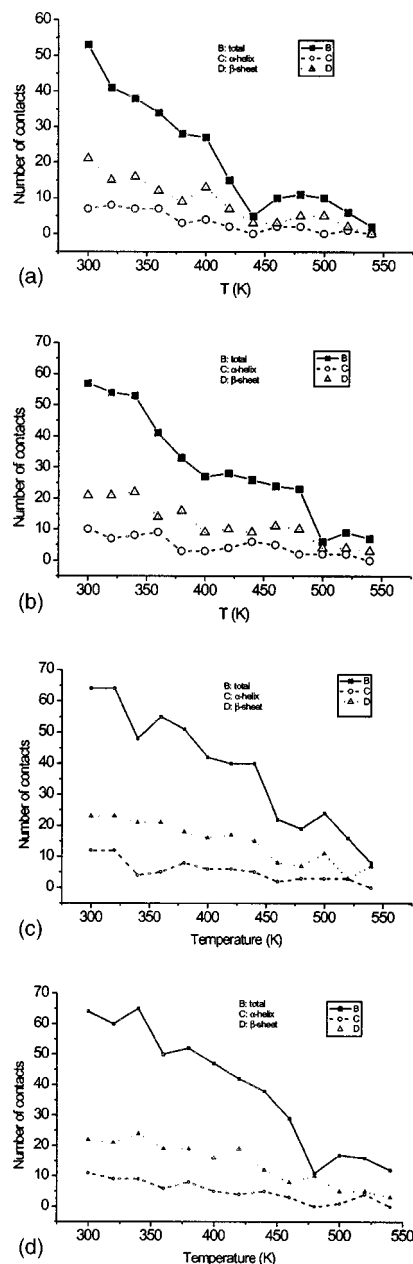 60
50
40
30
20
10
0
Number of contacts
B: total
C: α-helix
D: β-sheet
B
C
D
300 350 400 450 500 550
T (K)
(a)
70
60
50
40
30
20
10
0
Number of contacts
B: total
C: α-helix
D: β-sheet
B
C
D
300 350 400 450 500 550
T (K)
(b)
70
60
50
40
30
20
10
0
Number of contacts
B: total
C: α-helix
D: β-sheet
B
C
D
300 350 400 450 500 550
Temperature (K)
(c)
70
60
50
40
30
20
10
0
Number of contacts
B: total
C: α-helix
D: β-sheet
B
C
D
300 350 400 450 500 550
Temperature (K)
(d)